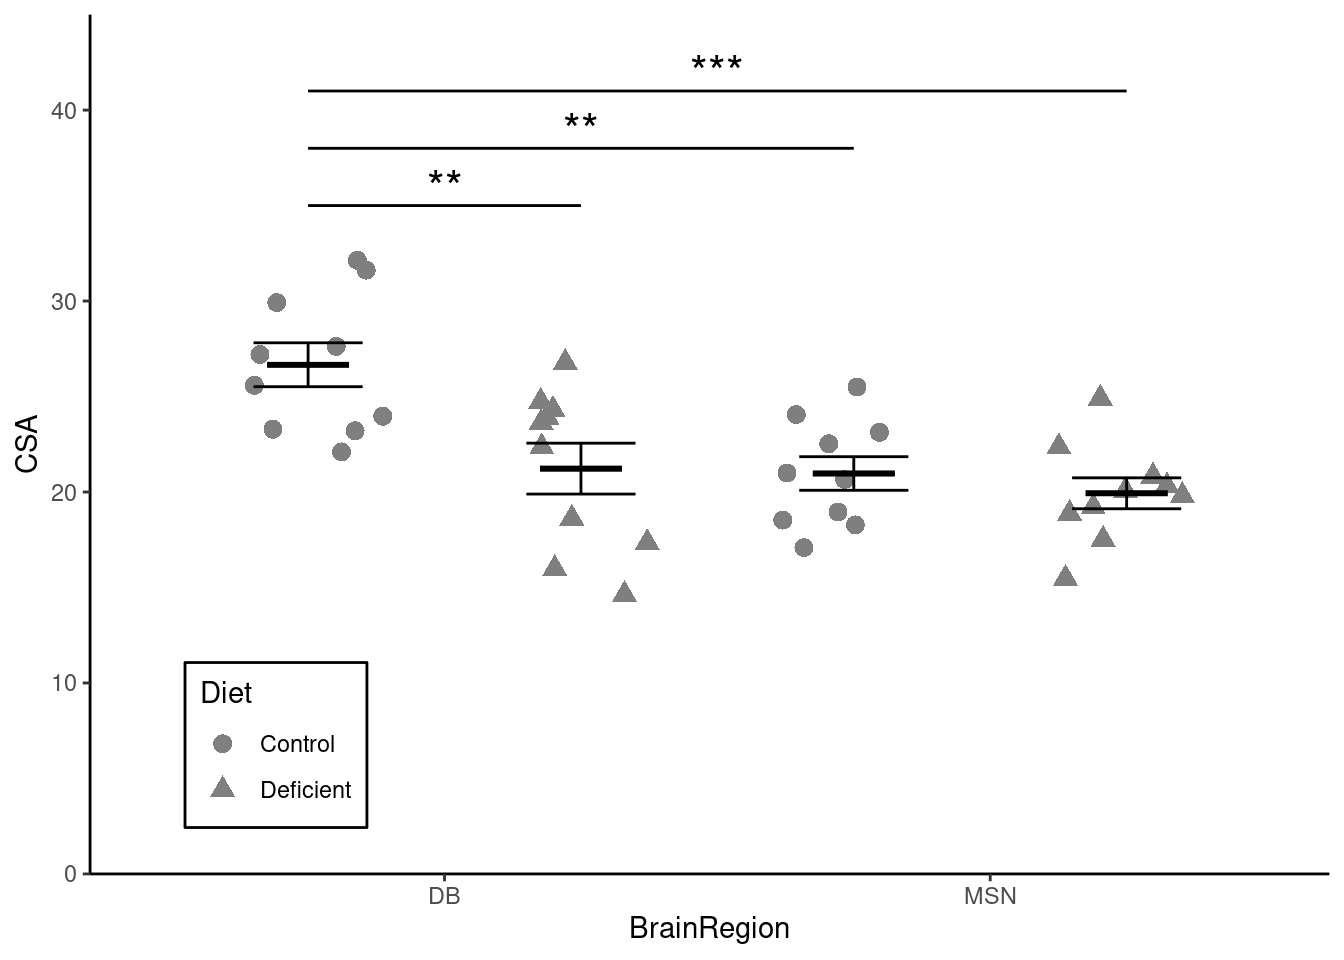 ***
**
**
40
30
20
10
0
CSA
Diet
Control
Deficient
DB
MSN
BrainRegion